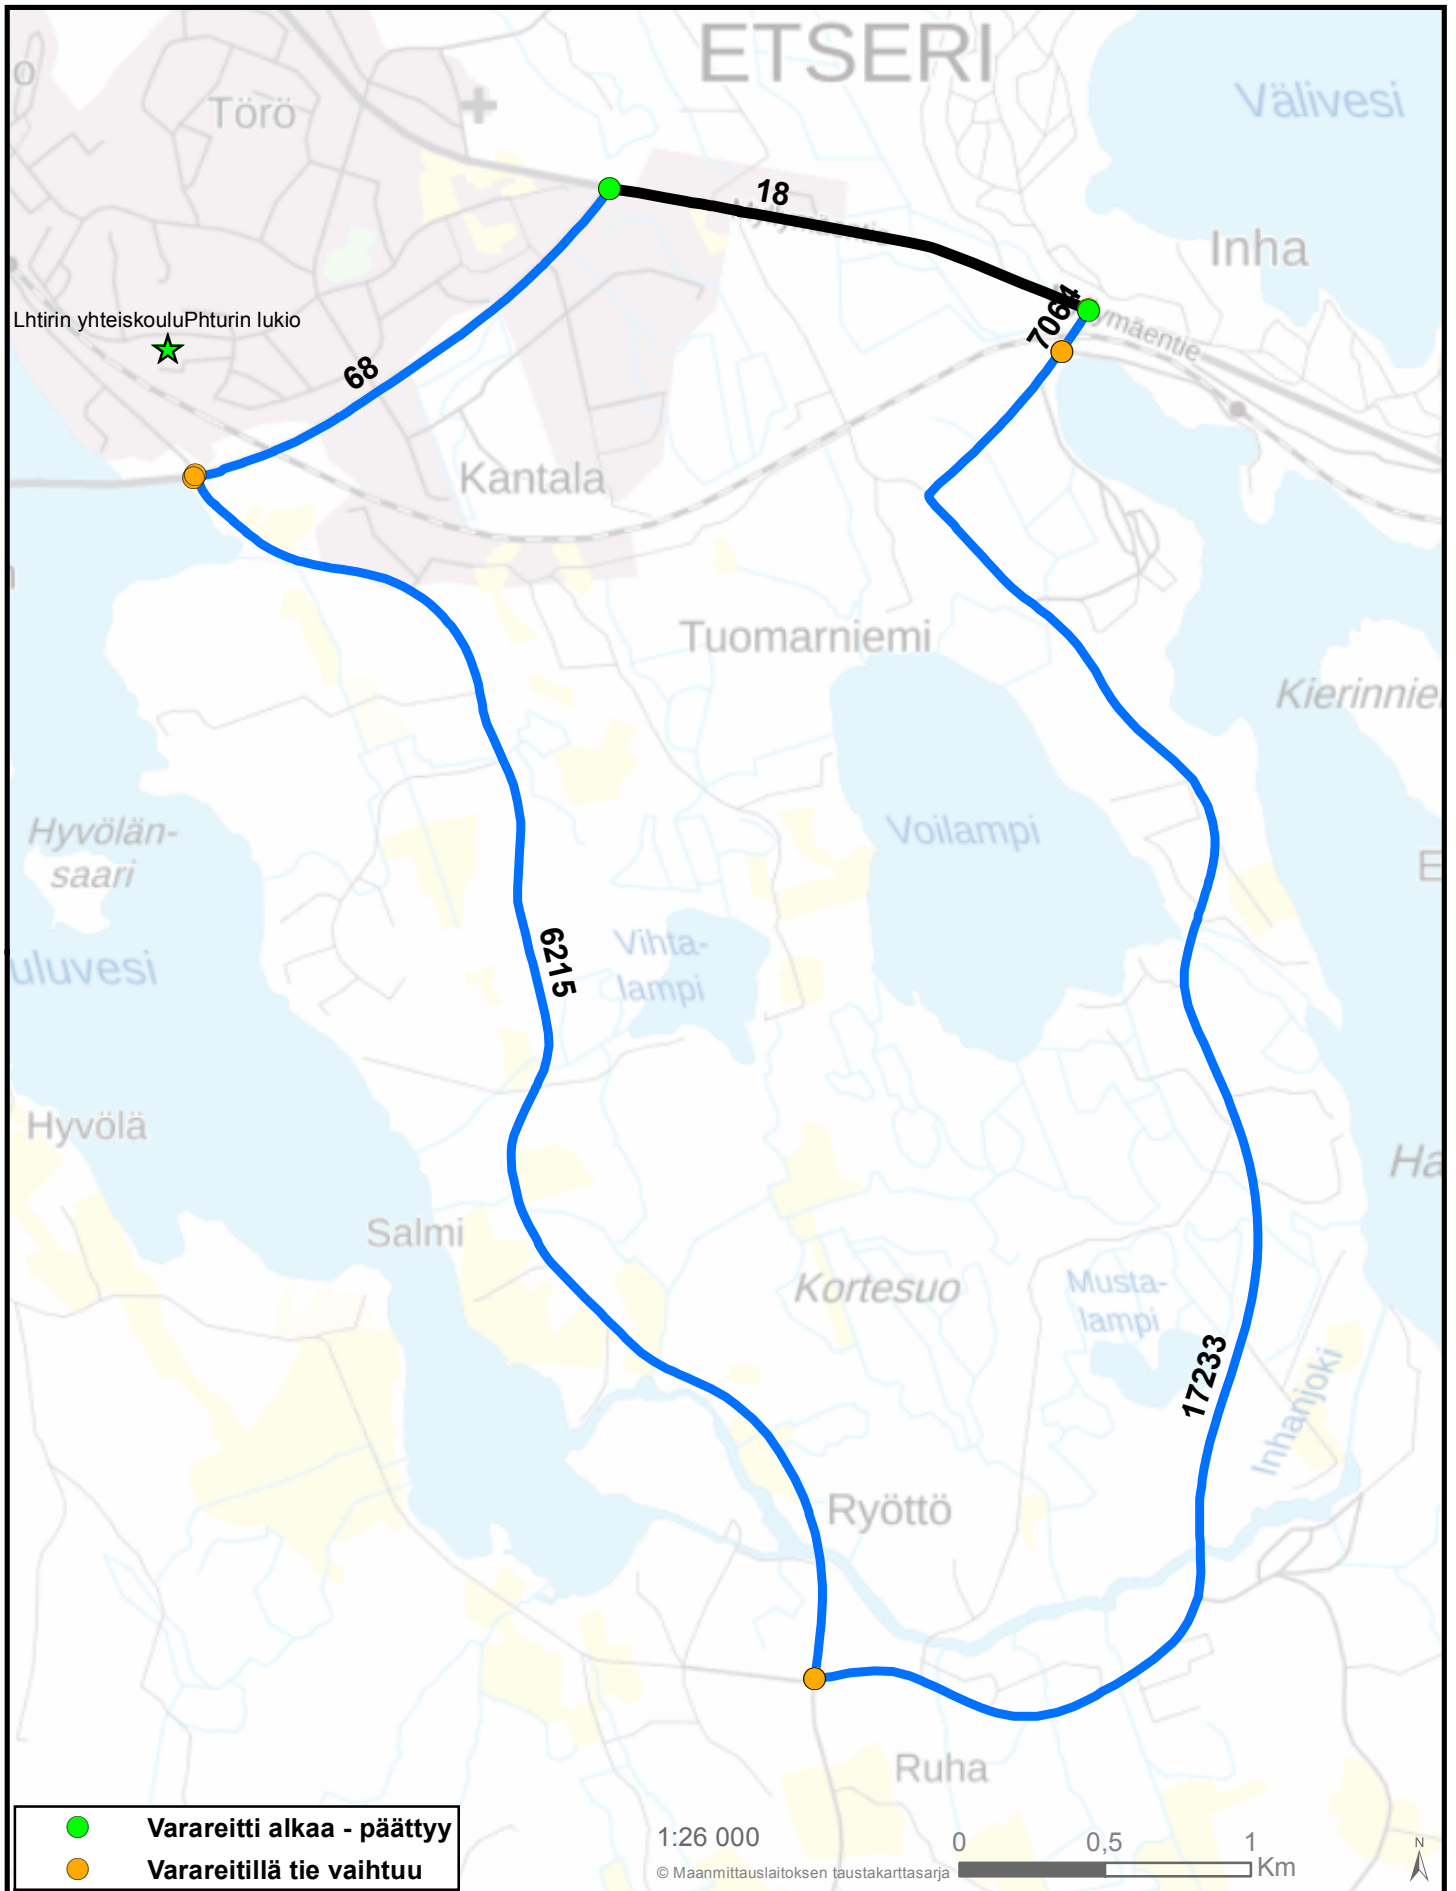 ETSERI
Välivesi
Törö
18
Inha
7064
Lhtirin yhteiskouluPhturin lukio
68
Kantala
Tuomarniemi
Voilampi
Hyvölän-
saari
6215
Vihta-
lampi
uluvesi
Hyvölä
Salmi
Kortesuo
Musta-
lampi
17233
Inhanjoki
Ryöttö
Ruha
Varareitti alkaa - päättyy
Varareitillä tie vaihtuu
1:26 000
© Maanmittauslaitoksen taustakarttasarja
0 0,5 1
Km
N